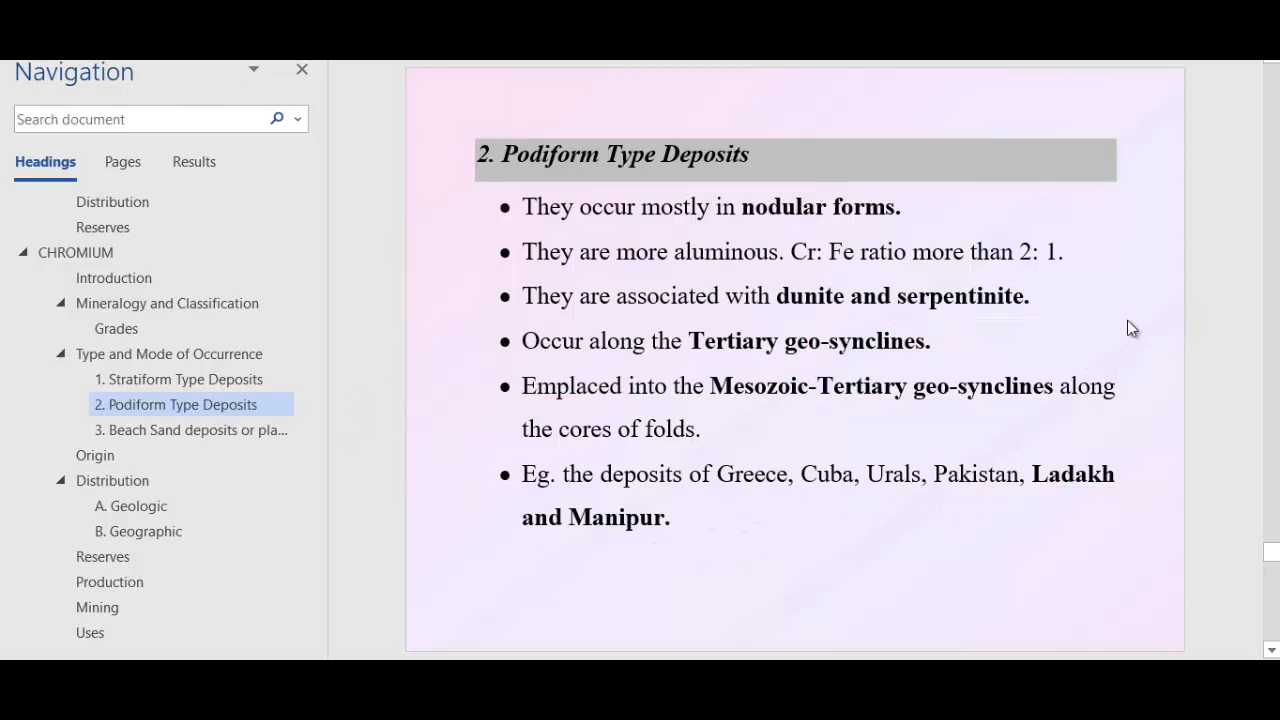 Navigation
Search document
Headings
Pages
Results
Distribution
Reserves
CHROMIUM
Introduction
Mineralogy and Classification
Grades
Type and Mode of Occurrence
1. Stratiform Type Deposits
2. Podiform Type Deposits
3. Beach Sand deposits or pla...
Origin
Distribution
A. Geologic
B. Geographic
Reserves
Production
Mining
Uses
2. Podiform Type Deposits
• They occur mostly in nodular forms.
• They are more aluminous. Cr: Fe ratio more than 2: 1.
• They are associated with dunite and serpentinite.
• Occur along the Tertiary geo-synclines.
• Emplaced into the Mesozoic-Tertiary geo-synclines along
the cores of folds.
• Eg. the deposits of Greece, Cuba, Urals, Pakistan, Ladakh
and Manipur.